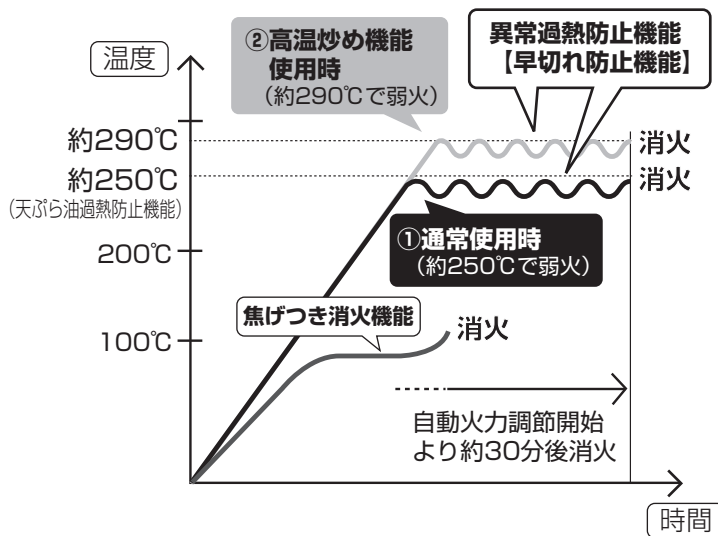 温度
②高温炒め機能
使用時
(約290℃で弱火)
異常過熱防止機能
【早切れ防止機能】
約290℃
消火
約250℃
消火
(天ぷら油過熱防止機能)
①通常使用時
(約250℃で弱火)
200℃
焦げつき消火機能
消火
100℃
自動火力調節開始
より約30分後消火
時間